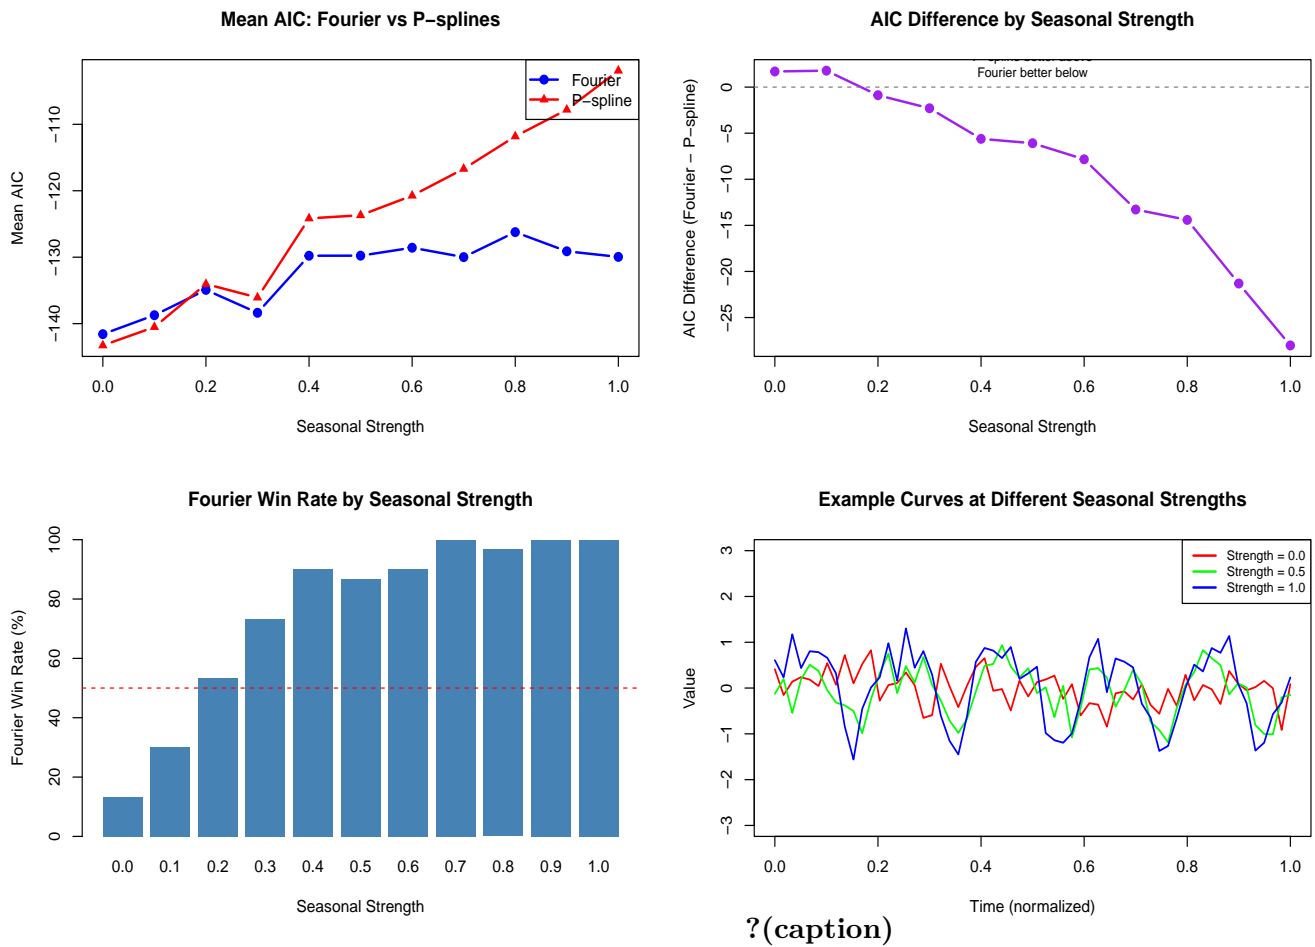 Mean AIC: Fourier vs P−splines
Mean AIC
−110
−120
−130
−140
Fourier
P−spline
0.0 0.2 0.4 0.6 0.8 1.0
Seasonal Strength
AIC Difference by Seasonal Strength
AIC Difference (Fourier − P−spline)
0
−5
−10
−15
−20
−25
Fourier better below
0.0 0.2 0.4 0.6 0.8 1.0
Seasonal Strength
Fourier Win Rate by Seasonal Strength
Fourier Win Rate (%)
100
80
60
40
20
0
0.0 0.1 0.2 0.3 0.4 0.5 0.6 0.7 0.8 0.9 1.0
Seasonal Strength
Example Curves at Different Seasonal Strengths
Value
3
2
1
0
−1
−2
−3
Strength = 0.0
Strength = 0.5
Strength = 1.0
0.0 0.2 0.4 0.6 0.8 1.0
Time (normalized)
?(caption)